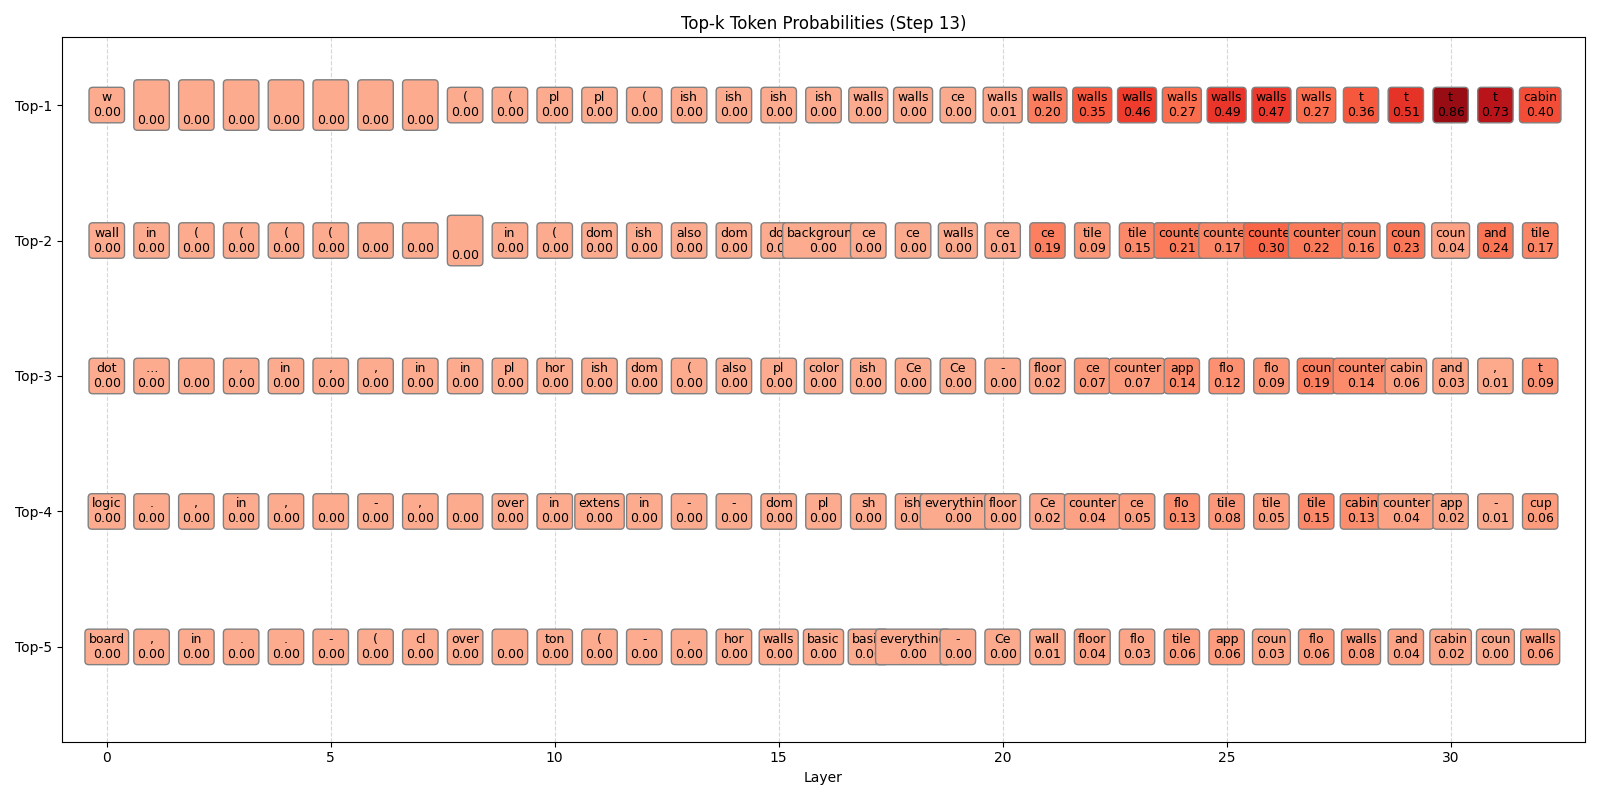 Top-k Token Probabilities (Step 13)
Top-1
w ( ( pl pl ( ish ish ish ish walls walls ce walls walls walls walls walls walls walls walls t t t t cabin
0.00 0.00 0.00 0.00 0.00 0.00 0.00 0.00 0.00 0.00 0.00 0.00 0.00 0.00 0.00 0.00 0.00 0.00 0.00 0.00 0.01 0.20 0.35 0.46 0.27 0.49 0.47 0.27 0.36 0.51 0.86 0.73 0.40
Top-2
wall in ( ( ( ( in ( dom ish also dom ce ce walls ce ce tile tile counter coun coun coun and tile
0.00 0.00 0.00 0.00 0.00 0.00 0.00 0.00 0.00 0.00 0.00 0.00 0.00 0.00 0.00 0.00 0.00 0.00 0.00 0.01 0.19 0.09 0.15 0.21 0.17 0.30 0.22 0.16 0.23 0.04 0.24 0.17
Top-3
dot ... , in , , in in pl hor ish dom ( also pl color ish Ce Ce - floor ce counter app flo flo coun counter cabin and , t
0.00 0.00 0.00 0.00 0.00 0.00 0.00 0.00 0.00 0.00 0.00 0.00 0.00 0.00 0.00 0.00 0.00 0.00 0.00 0.00 0.00 0.02 0.07 0.07 0.14 0.12 0.09 0.19 0.14 0.06 0.03 0.01 0.09
Top-4
logic . , in , - , over in extens in - - dom pl sh ish floor Ce counter ce flo tile tile tile cabin counter app - cup
0.00 0.00 0.00 0.00 0.00 0.00 0.00 0.00 0.00 0.00 0.00 0.00 0.00 0.00 0.00 0.00 0.00 0.00 0.00 0.00 0.02 0.04 0.05 0.13 0.08 0.05 0.15 0.13 0.04 0.02 0.01 0.06
Top-5
board , in . . - ( cl over ton ( - , hor walls basic everything - Ce wall floor flo tile app coun flo walls and cabin coun walls
0.00 0.00 0.00 0.00 0.00 0.00 0.00 0.00 0.00 0.00 0.00 0.00 0.00 0.00 0.00 0.00 0.00 0.00 0.00 0.00 0.01 0.04 0.03 0.06 0.06 0.03 0.06 0.08 0.04 0.02 0.00 0.06
0 5 10 15 20 25 30
Layer